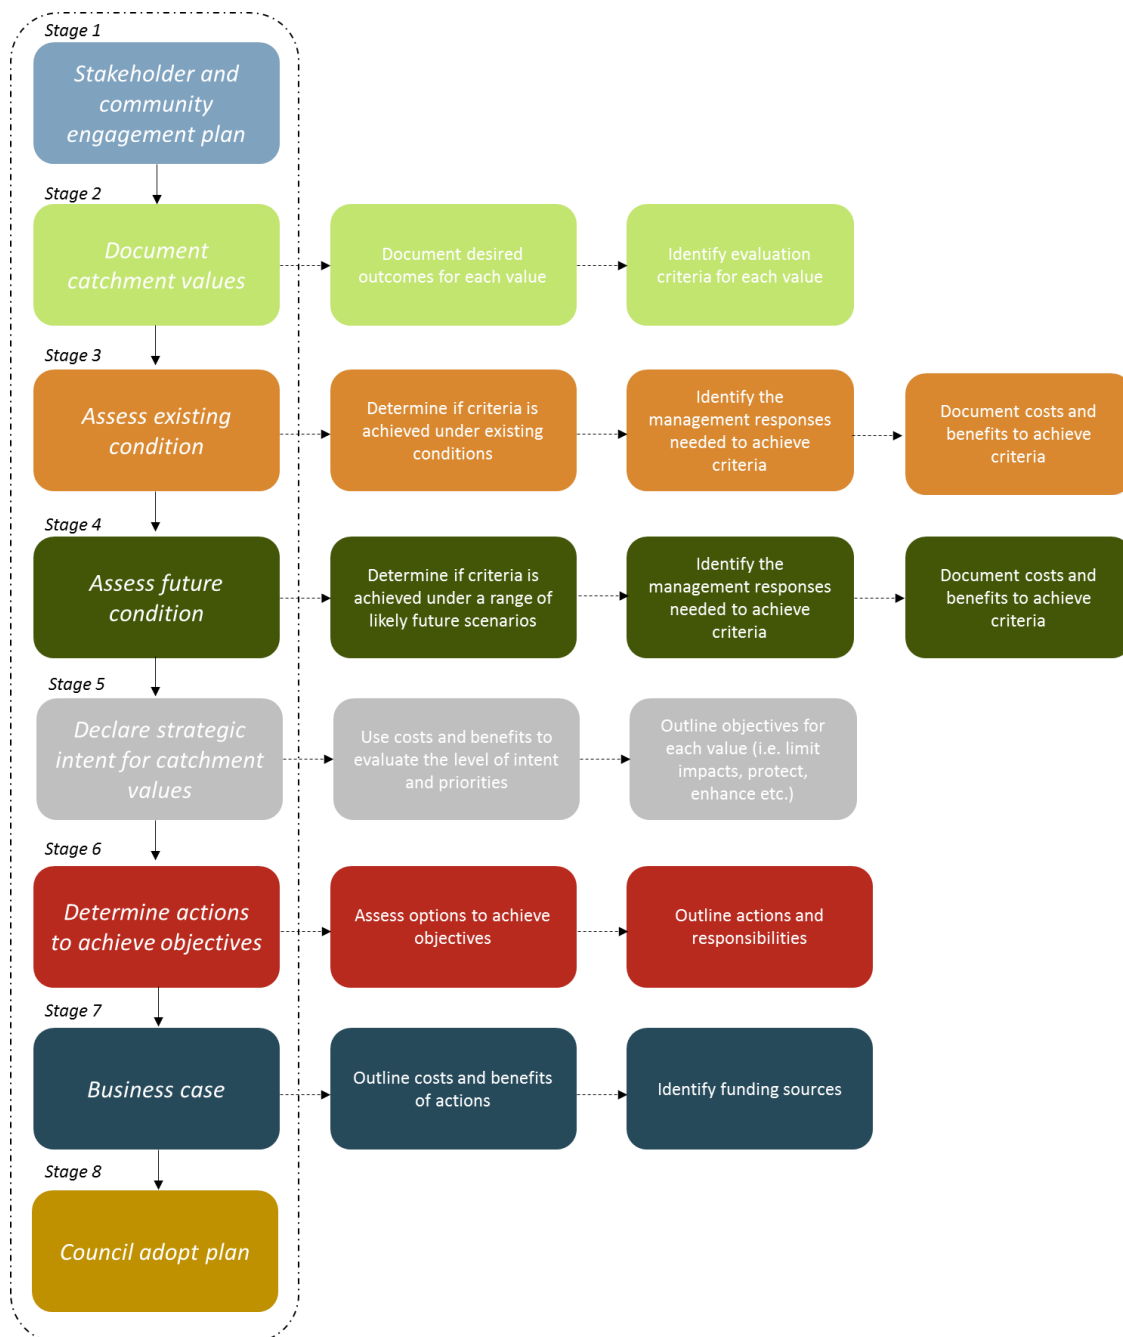 Stage 1
Stakeholder and
community
engagement plan
Stage 2
Document
catchment values
Document desired
outcomes for each value
Identify evaluation
criteria for each value
Stage 3
Assess existing
condition
Determine if criteria is
achieved under existing
conditions
Identify the
management responses
needed to achieve
criteria
Document costs and
benefits to achieve
criteria
Stage 4
Assess future
condition
Determine if criteria is
achieved under a range of
likely future scenarios
Identify the
management responses
needed to achieve
criteria
Document costs and
benefits to achieve
criteria
Stage 5
Declare strategic
intent for catchment
values
Use costs and benefits to
evaluate the level of intent
and priorities
Outline objectives for
each value (i.e. limit
impacts, protect,
enhance etc.)
Stage 6
Determine actions
to achieve objectives
Assess options to achieve
objectives
Outline actions and
responsibilities
Stage 7
Business case
Outline costs and benefits
of actions
Identify funding sources
Stage 8
Council adopt plan